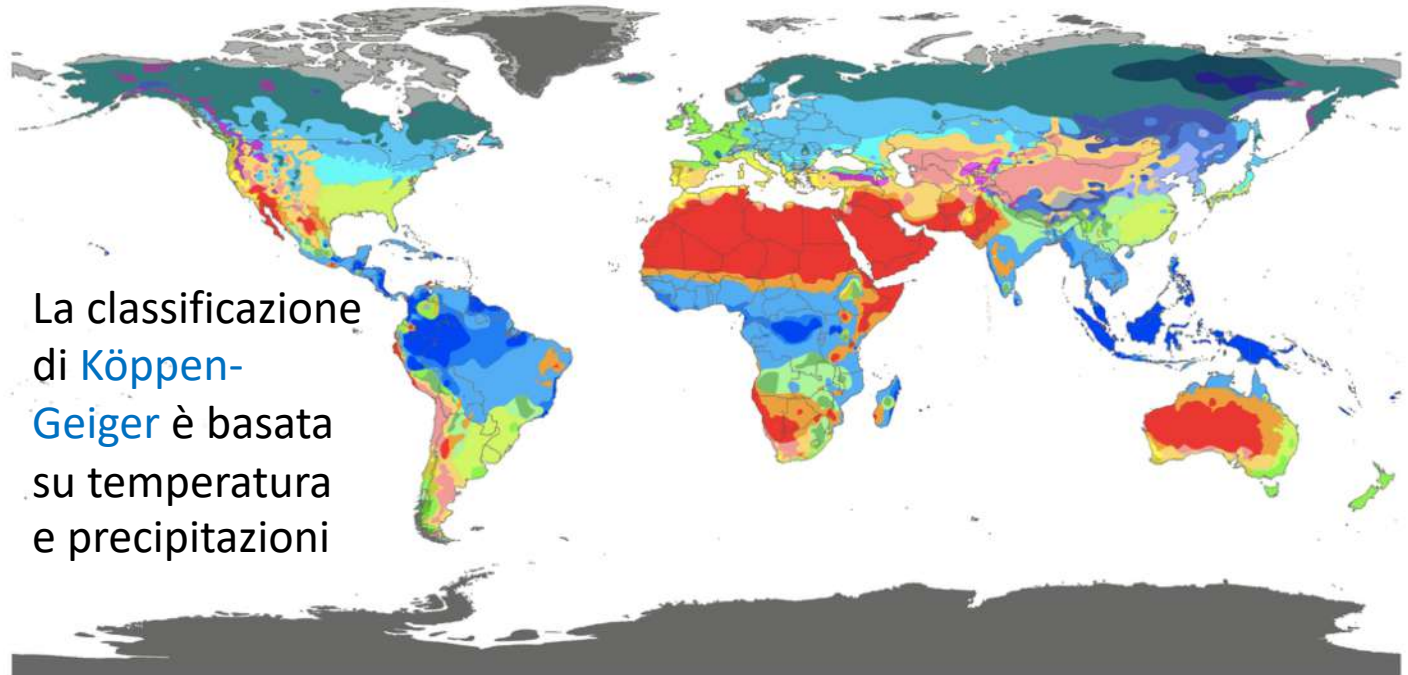 La classificazione
di Köppen-
Geiger è basata
su temperatura
e precipitazioni